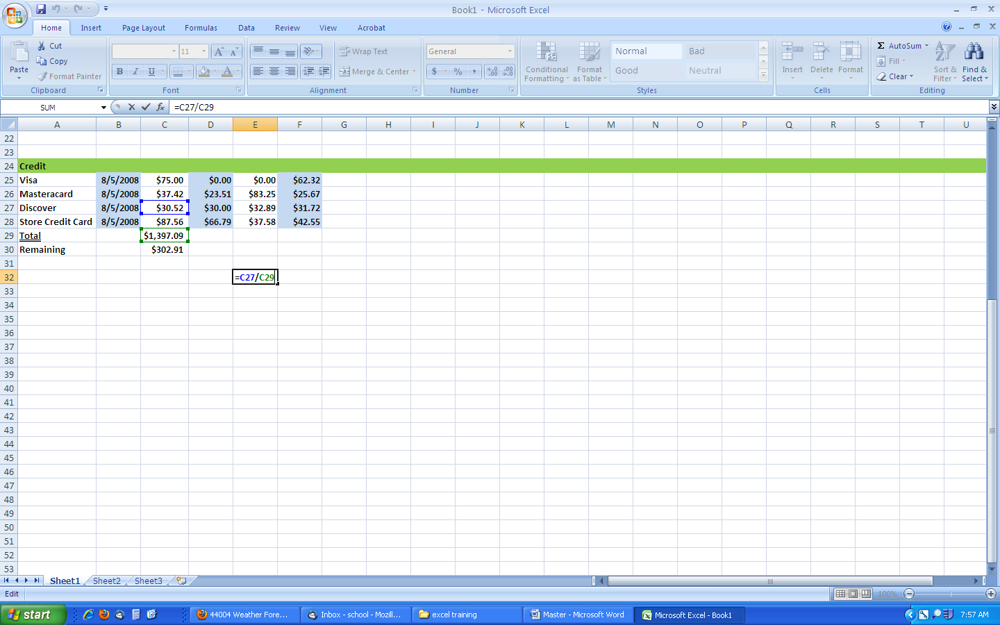 Book1 - Microsoft Excel
Home Insert Page Layout Formulas Data Review View Acrobat
Cut
Copy
Format Painter
Paste
Clipboard
11
B I U
Font
Wrap Text
Merge & Center
Alignment
General
$ % ,
Number
Conditional Formatting
Format as Table
Normal Bad
Good Neutral
Styles
Insert Delete Format
Cells
Σ AutoSum
Fill
Clear
Sort & Filter
Find & Select
Editing
SUM fx =C27/C29
A B C D E F G H I J K L M N O P Q R S T U
22
23
24 Credit
25 Visa 8/5/2008 $75.00 $0.00 $0.00 $62.32
26 Masteracard 8/5/2008 $37.42 $23.51 $83.25 $25.67
27 Discover 8/5/2008 $30.52 $30.00 $32.89 $31.72
28 Store Credit Card 8/5/2008 $87.56 $66.79 $37.58 $42.55
29 Total $1,397.09
30 Remaining $302.91
31
32 =C27/C29
33
34
35
36
37
38
39
40
41
42
43
44
45
46
47
48
49
50
51
52
53
Sheet1 Sheet2 Sheet3
Edit 100%
start 44004 Weather Fore... Inbox - school - Mozill... excel training Master - Microsoft Word Microsoft Excel - Book1 7:57 AM